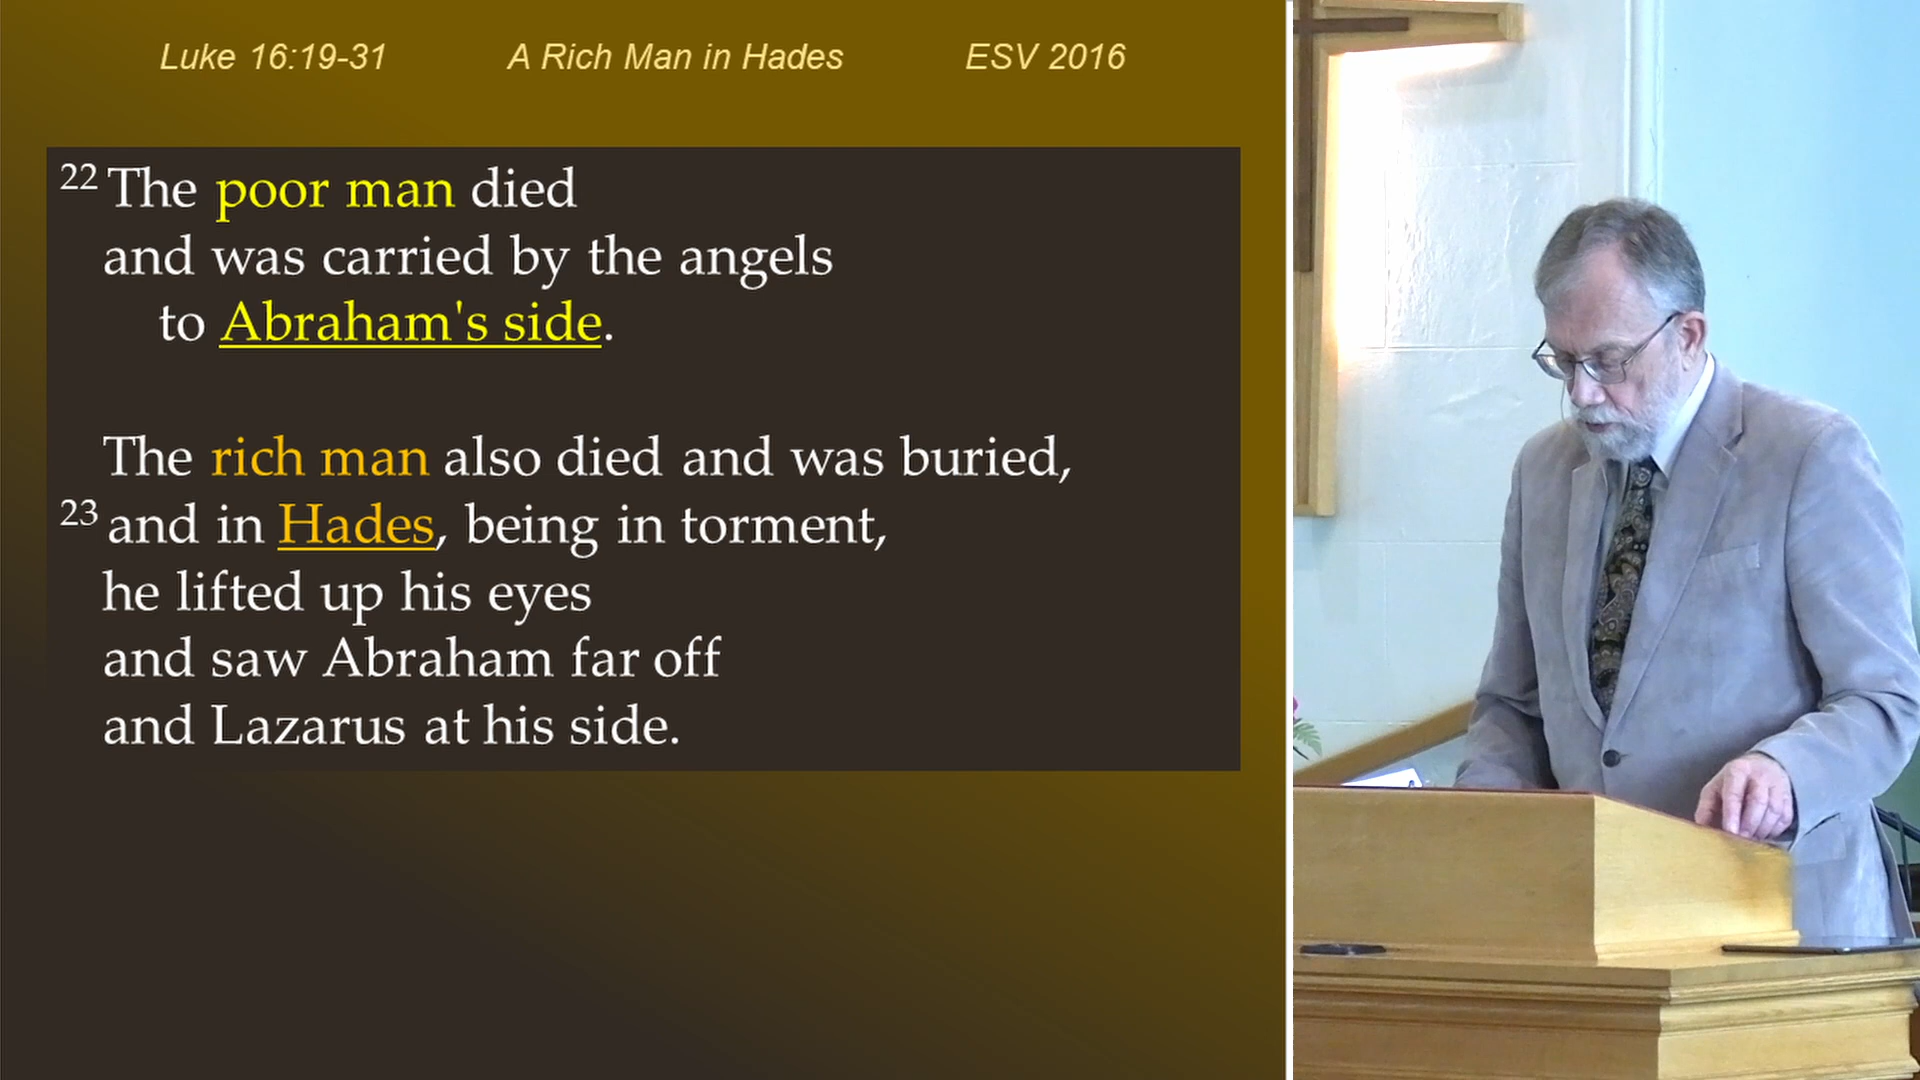 Luke 16:19-31 A Rich Man in Hades ESV 2016
22 The poor man died
and was carried by the angels
to Abraham's side.
The rich man also died and was buried,
23 and in Hades, being in torment,
he lifted up his eyes
and saw Abraham far off
and Lazarus at his side.